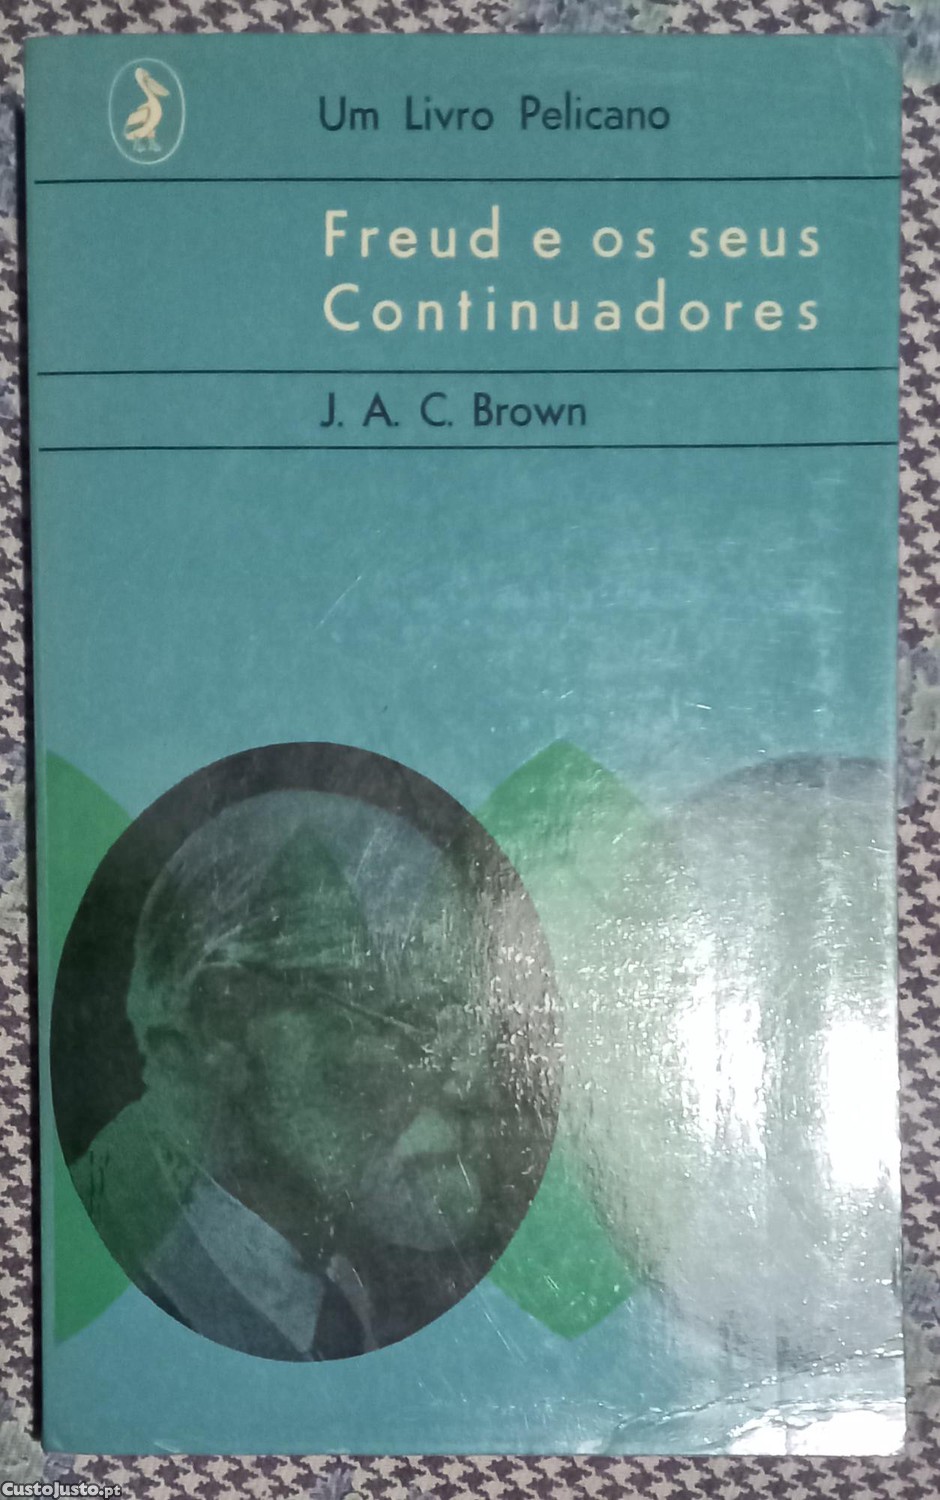 Um Livro Pelicano
Freud e os seus
Continuadores
J. A. C. Brown
CustoJusto.pt